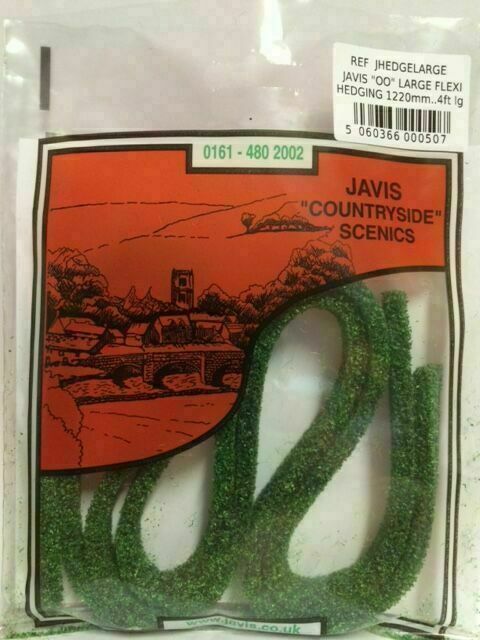 REF JHEDGELARGE
JAVIS "OO" LARGE FLEXI
HEDGING 1220mm..4ft lg
5 060366 000507
0161 - 480 2002
JAVIS
"COUNTRYSIDE"
SCENICS
www.javis.co.uk